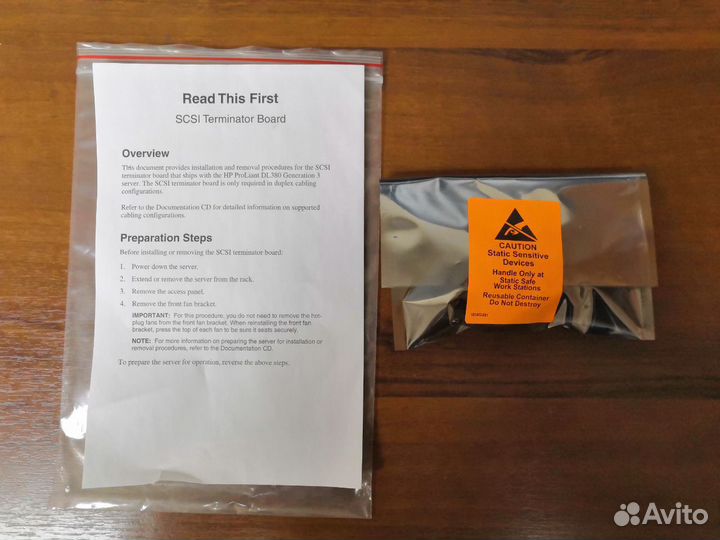 Read This First
SCSI Terminator Board
Overview
This document provides installation and removal procedures for the SCSI
terminator board that ships with the HP ProLiant DL380 Generation 3
server. The SCSI terminator board is only required in duplex cabling
configurations.
Refer to the Documentation CD for detailed information on supported
cabling configurations.
Preparation Steps
Before installing or removing the SCSI terminator board:
1. Power down the server.
2. Extend or remove the server from the rack.
3. Remove the access panel.
4. Remove the front fan bracket.
IMPORTANT: For this procedure, you do not need to remove the hot-
plug fans from the front fan bracket. When reinstalling the front fan
bracket, press the top of each fan to be sure it seats securely.
NOTE: For more information on preparing the server for installation or
removal procedures, refer to the Documentation CD.
To prepare the server for operation, reverse the above steps.
CAUTION
Static Sensitive
Devices
Handle Only at
Static Safe
Work Stations
Reusable Container
Do Not Destroy
Avito